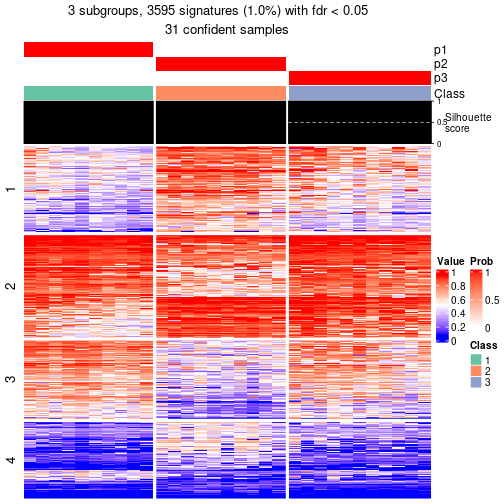 3 subgroups, 3595 signatures (1.0%) with fdr < 0.05
31 confident samples
p1
p2
p3
Class
1
0.5
0
Silhouette
score
1
2
3
4
Value
1
0.8
0.6
0.4
0.2
0
Prob
1
0.5
0
Class
1
2
3